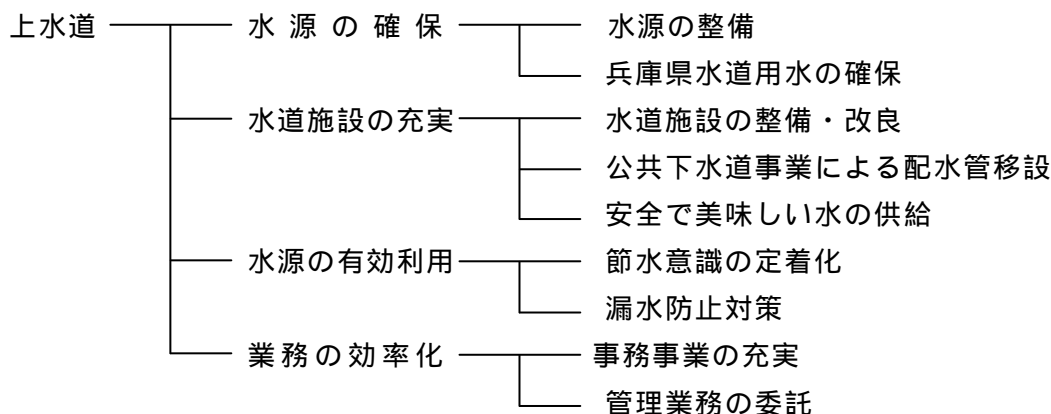 上水道 水源の確保 水源の整備
兵庫県水道用水の確保
水道施設の充実 水道施設の整備・改良
公共下水道事業による配水管移設
安全で美味しい水の供給
水源の有効利用 節水意識の定着化
漏水防止対策
業務の効率化 事務事業の充実
管理業務の委託